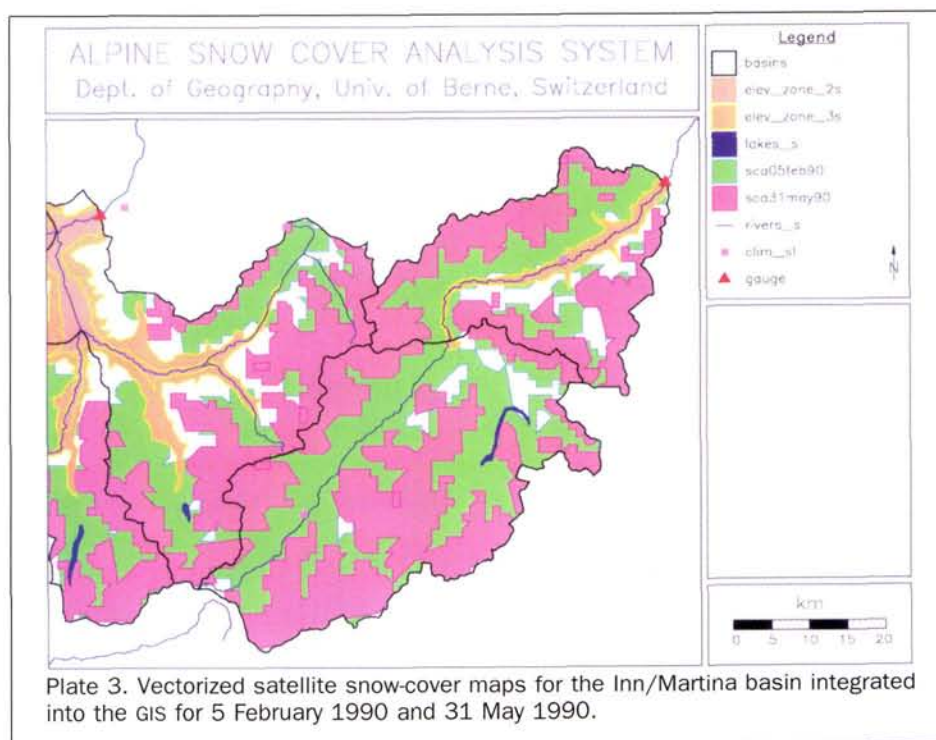 ALPINE SNOW COVER ANALYSIS SYSTEM
Dept. of Geography, Univ. of Berne, Switzerland
Legend
basins
elev_zone_2s
elev_zone_3s
lakes_s
sca05feb90
sca31may90
rivers_s
clim_st
gauge
N
km
0 5 10 15 20
Plate 3. Vectorized satellite snow-cover maps for the Inn/Martina basin integrated
into the GIS for 5 February 1990 and 31 May 1990.